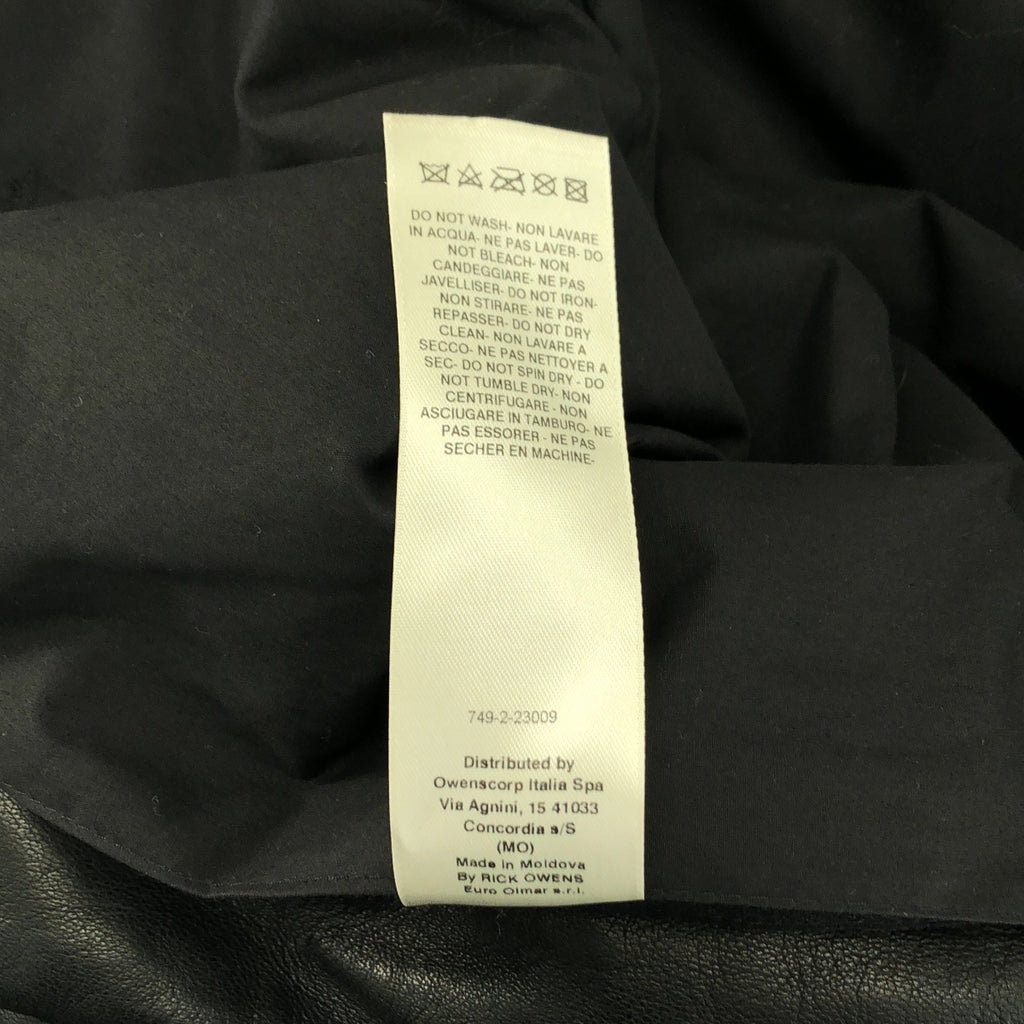 DO NOT WASH- NON LAVARE
IN ACQUA- NE PAS LAVER- DO
NOT BLEACH- NON
CANDEGGIARE- NE PAS
JAVELLISER- DO NOT IRON-
NON STIRARE- NE PAS
REPASSER- DO NOT DRY
CLEAN- NON LAVARE A
SECCO- NE PAS NETTOYER A
SEC- DO NOT SPIN DRY - DO
NOT TUMBLE DRY- NON
CENTRIFUGARE - NON
ASCIUGARE IN TAMBURO- NE
PAS ESSORER - NE PAS
SECHER EN MACHINE-
749-2-23009
Distributed by
Owenscorp Italia Spa
Via Agnini, 15 41033
Concordia s/S
(MO)
Made in Moldova
By RICK OWENS
Euro Olmar s.r.l.